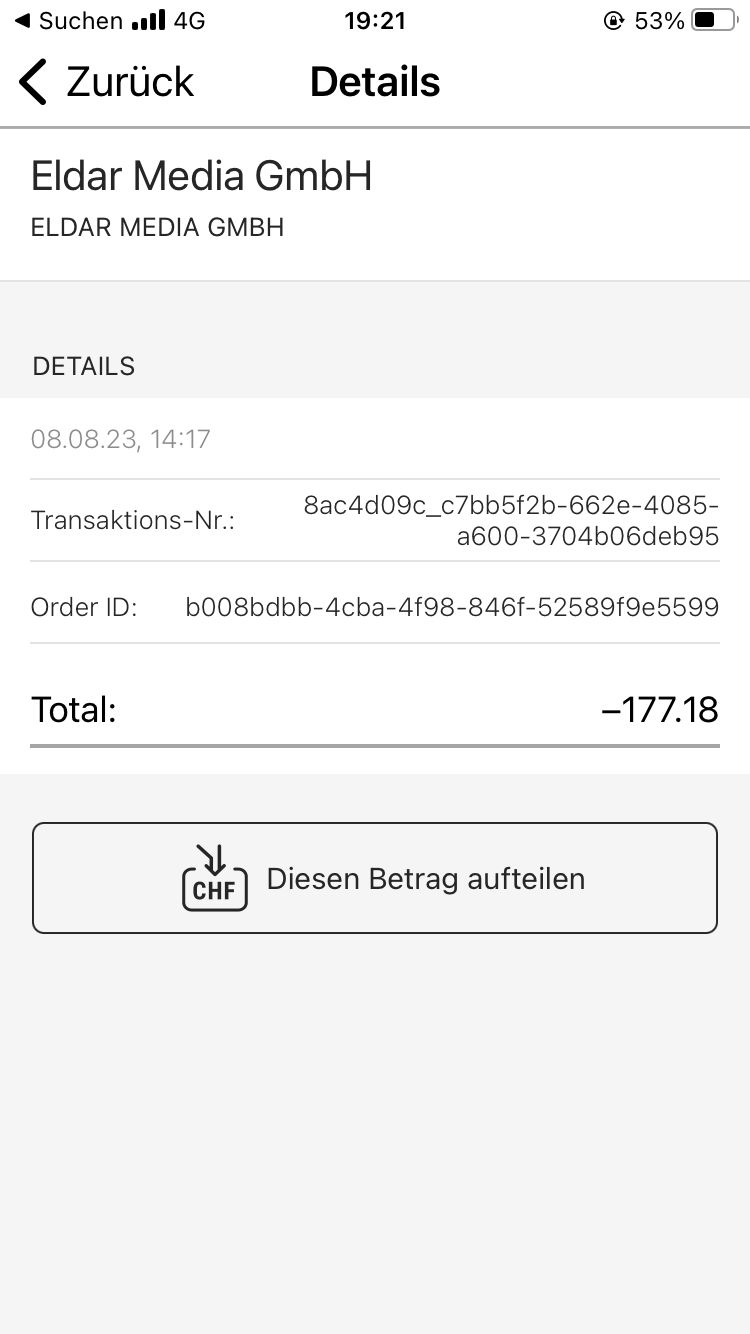 Suchen 4G 19:21 53%
Zurück Details
Eldar Media GmbH
ELDAR MEDIA GMBH
DETAILS
08.08.23, 14:17
Transaktions-Nr.: 8ac4d09c_c7bb5f2b-662e-4085-
a600-3704b06deb95
Order ID: b008bdbb-4cba-4f98-846f-52589f9e5599
Total: –177.18
CHF Diesen Betrag aufteilen